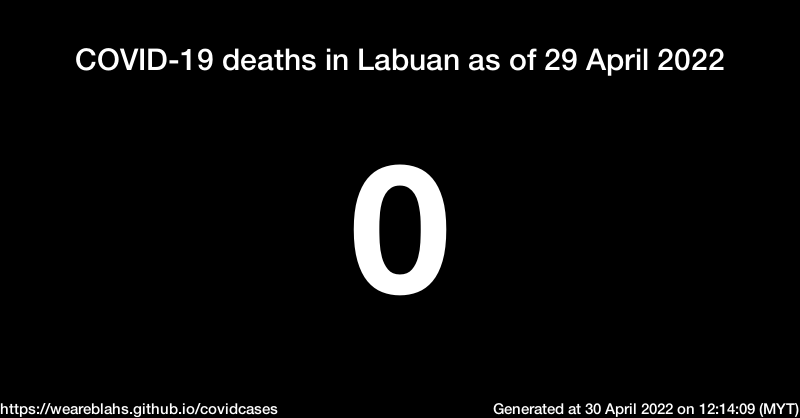 COVID-19 deaths in Labuan as of 29 April 2022
0
https://weareblahs.github.io/covidcases
Generated at 30 April 2022 on 12:14:09 (MYT)